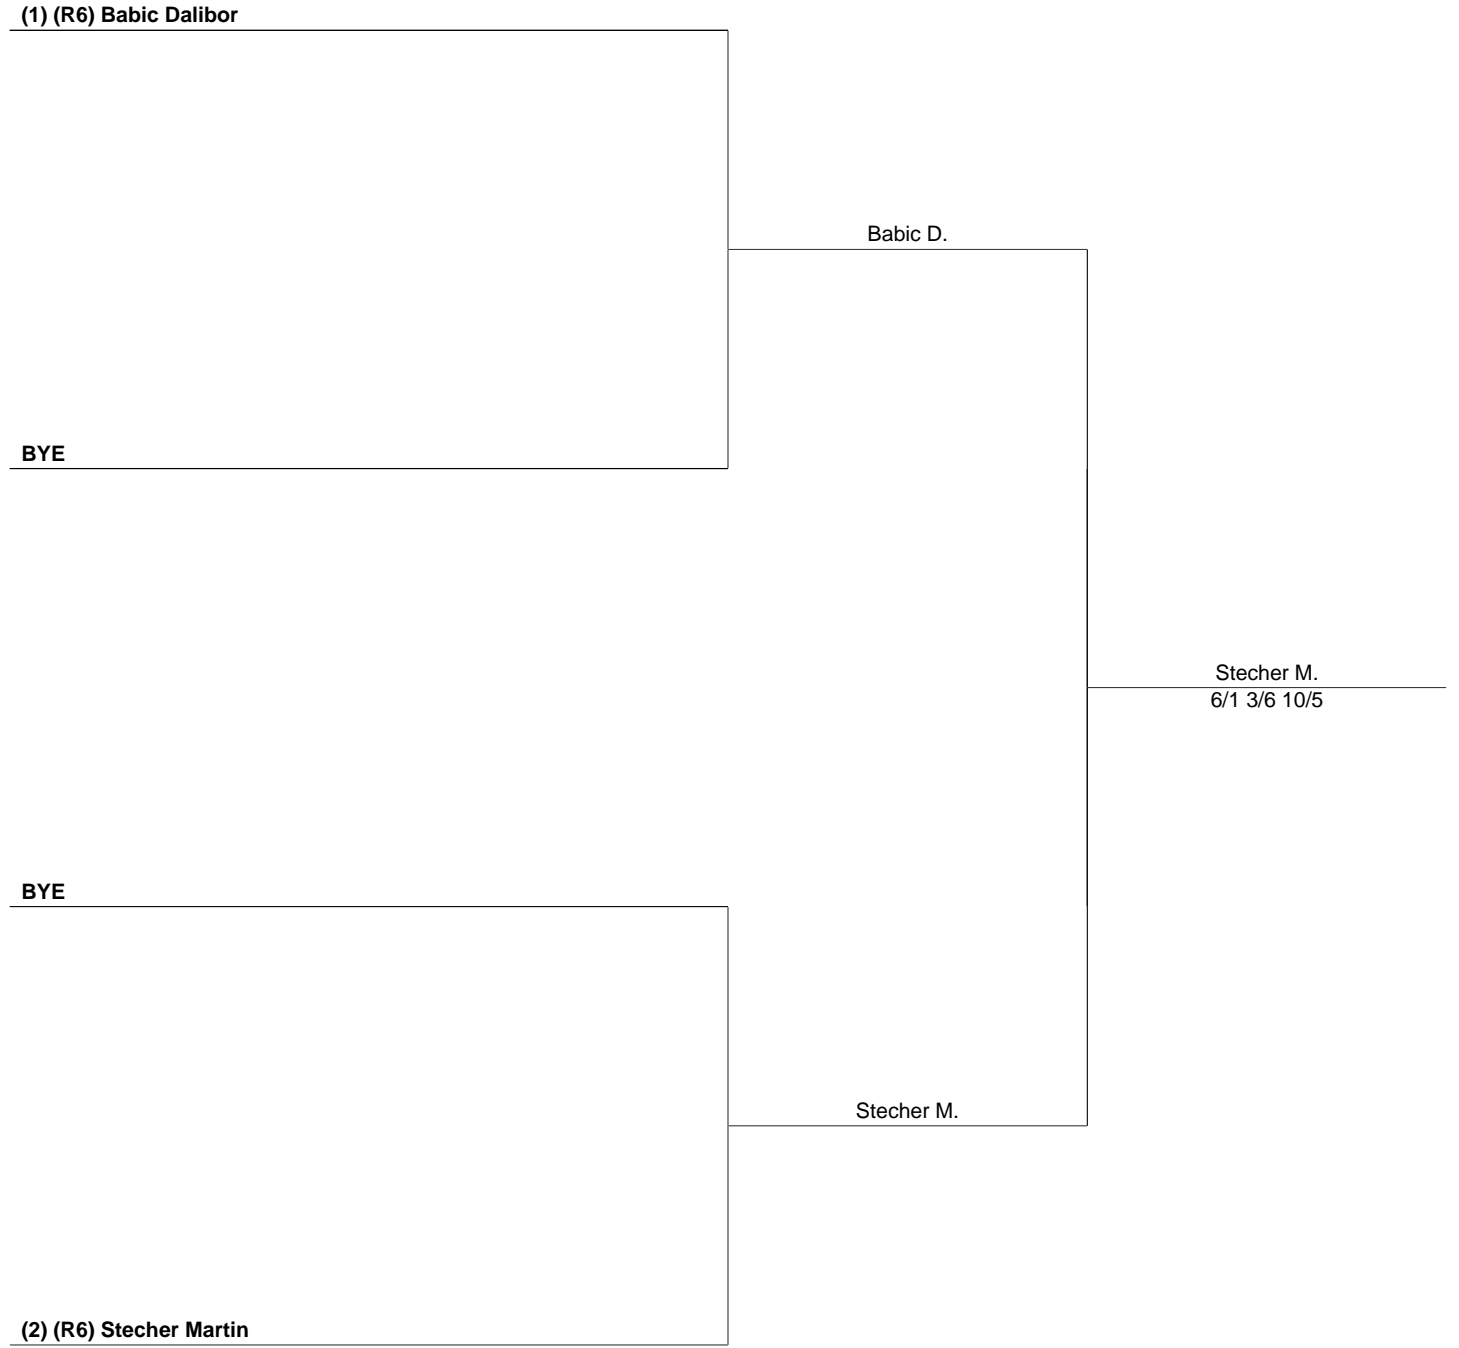 (1) (R6) Babic Dalibor
Babic D.
BYE
Stecher M.
6/1 3/6 10/5
BYE
Stecher M.
(2) (R6) Stecher Martin